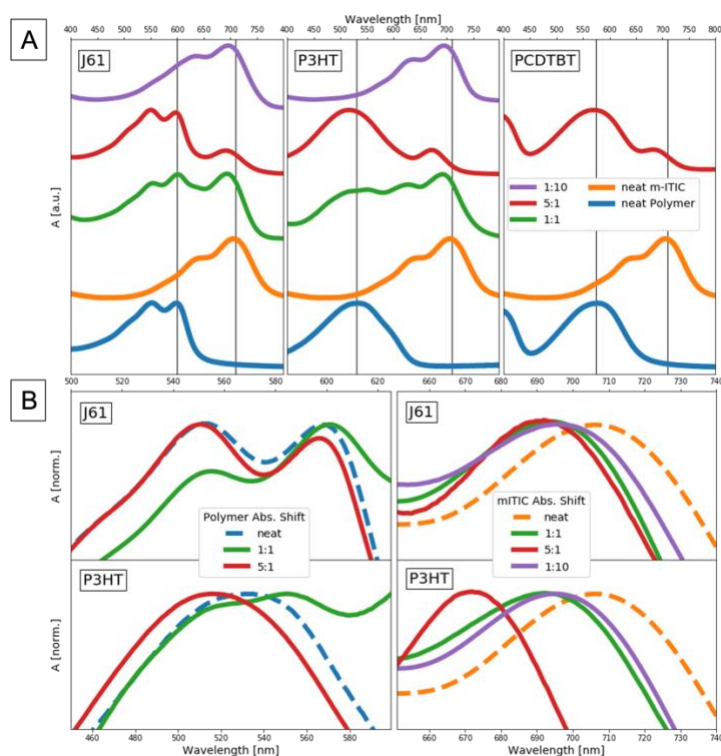 Wavelength [nm]
400 450 500 550 600 650 700 750 400 450 500 550 600 650 700 750 400 450 500 550 600 650 700 750 800
A
J61
P3HT
PCDTBT
1:10
5:1
1:1
neat m-ITIC
neat Polymer
A [a.u.]
500 540 560 580 600 620 660 640 670 680 690 700 710 720 730 740
B
J61
J61
A [norm.]
Polymer Abs. Shift
neat
1:1
5:1
mITIC Abs. Shift
neat
1:1
5:1
1:10
P3HT
P3HT
A [norm.]
460 480 500 520 540 560 580 650 660 670 680 690 700 710 720 730 740
Wavelength [nm]
Wavelength [nm]